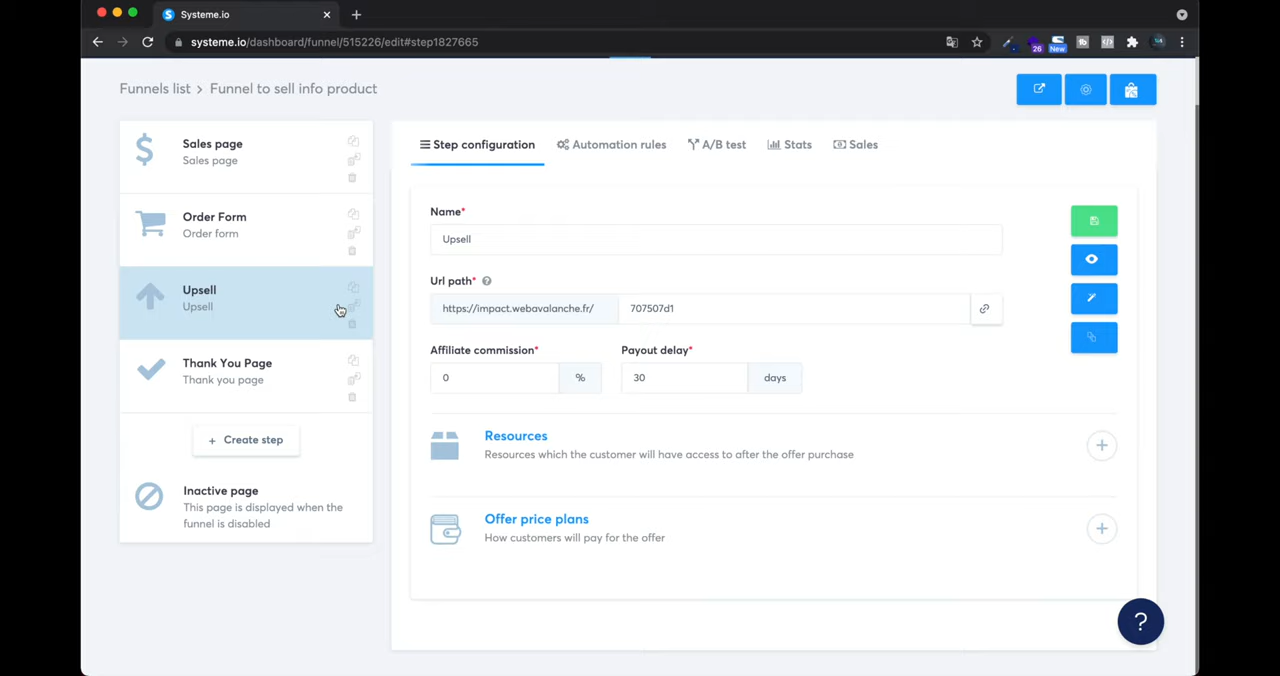 Systeme.io
systeme.io/dashboard/funnel/515226/edit#step1827665
26
New
Funnels list > Funnel to sell info product
Sales page
Sales page
Order Form
Order form
Upsell
Upsell
Thank You Page
Thank you page
+ Create step
Inactive page
This page is displayed when the
funnel is disabled
Step configuration
Automation rules
A/B test
Stats
Sales
Name*
Upsell
Url path*
https://impact.webavalanche.fr/
707507d1
Affiliate commission*
Payout delay*
0
%
30
days
Resources
Resources which the customer will have access to after the offer purchase
Offer price plans
How customers will pay for the offer
?